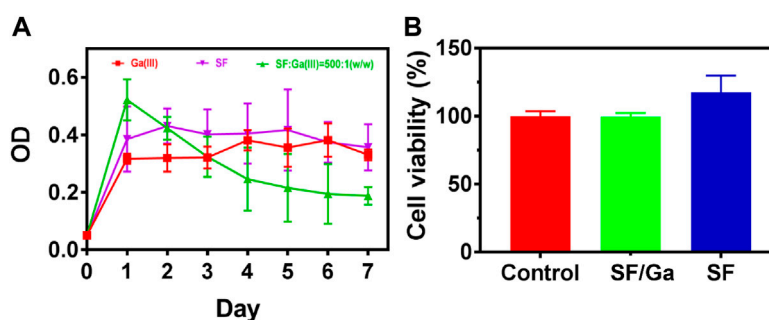 A
Ga(III) SF SF:Ga(III)=500:1(w/w)
0.6
0.4
0.2
0.0
OD
0 1 2 3 4 5 6 7
Day
B
150
100
50
0
Cell viability (%)
Control SF/Ga SF